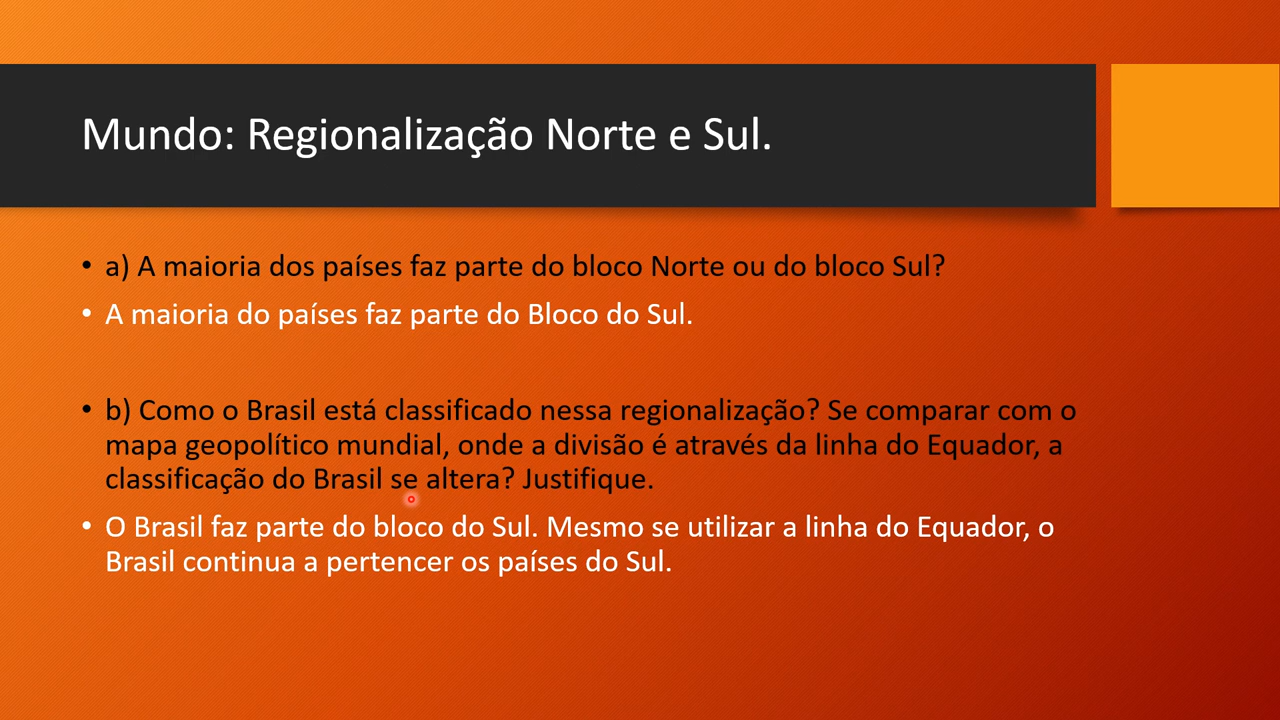 Mundo: Regionalização Norte e Sul.
• a) A maioria dos países faz parte do bloco Norte ou do bloco Sul?
• A maioria do países faz parte do Bloco do Sul.
• b) Como o Brasil está classificado nessa regionalização? Se comparar com o
mapa geopolítico mundial, onde a divisão é através da linha do Equador, a
classificação do Brasil se altera? Justifique.
• O Brasil faz parte do bloco do Sul. Mesmo se utilizar a linha do Equador, o
Brasil continua a pertencer os países do Sul.